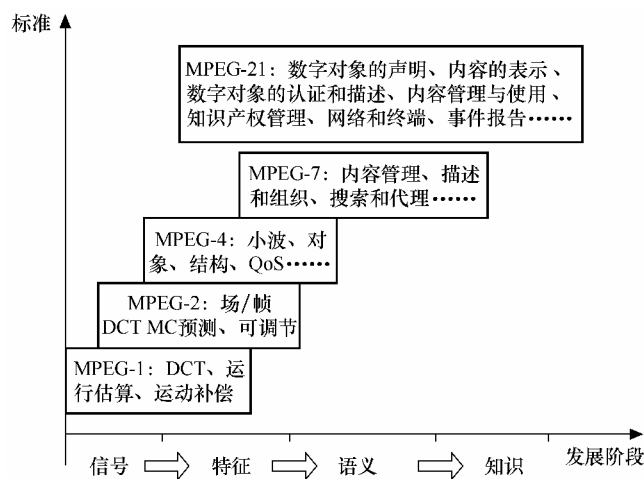 标准
MPEG-21：数字对象的声明、内容的表示、
数字对象的认证和描述、内容管理与使用、
知识产权管理、网络和终端、事件报告……
MPEG-7：内容管理、描述
和组织、搜索和代理……
MPEG-4：小波、对
象、结构、QoS……
MPEG-2：场/帧
DCT MC预测、可调节
MPEG-1：DCT、运
行估算、运动补偿
信号 特征 语义 知识 发展阶段